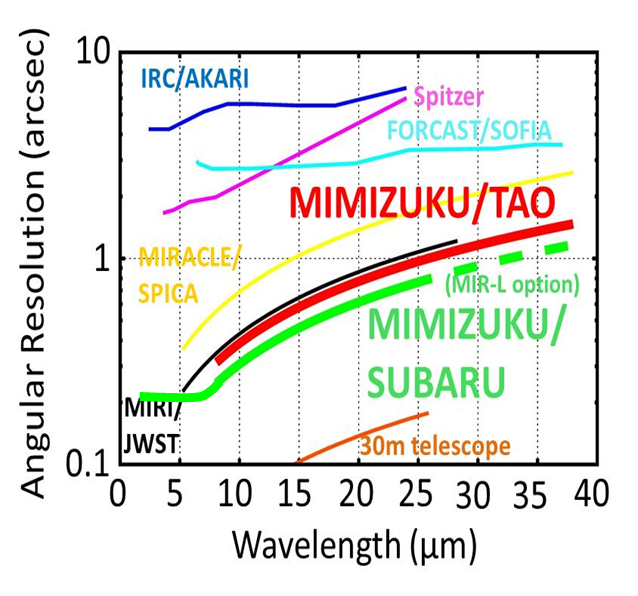 10
IRC/AKARI
Spitzer
FORCAST/SOFIA
MIMIZUKU/TAO
1
MIRACLE/
SPICA
(MIR-L option)
MIMIZUKU/
SUBARU
MIRI/
JWST
30m telescope
0.1
0 5 10 15 20 25 30 35 40
Wavelength (μm)
Angular Resolution (arcsec)